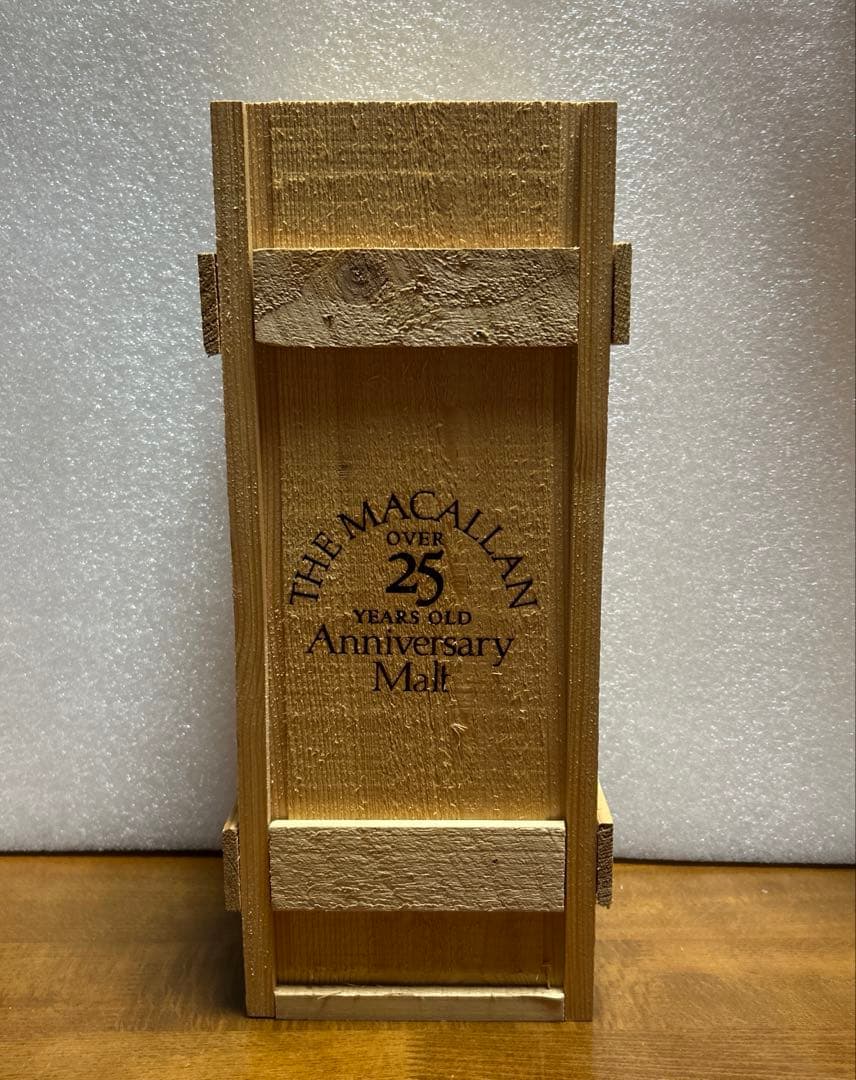 THE MACALLAN
OVER
25
YEARS OLD
Anniversary
Malt